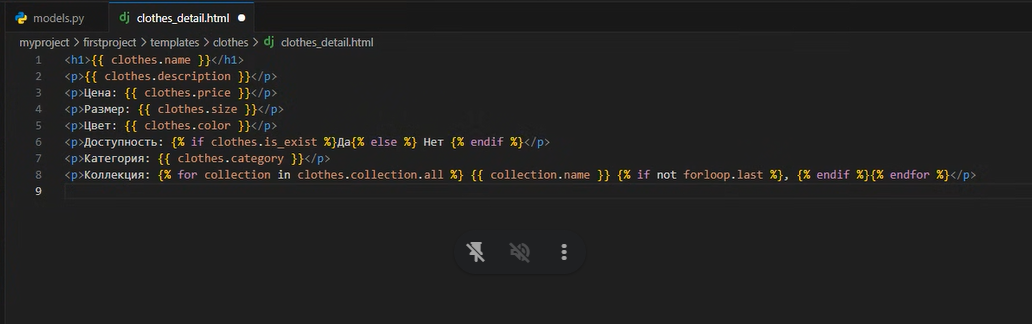 models.py
dj clothes_detail.html
myproject > firstproject > templates > clothes > dj clothes_detail.html
1 <h1>{{ clothes.name }}</h1>
2 <p>{{ clothes.description }}</p>
3 <p>Цена: {{ clothes.price }}</p>
4 <p>Размер: {{ clothes.size }}</p>
5 <p>Цвет: {{ clothes.color }}</p>
6 <p>Доступность: {% if clothes.is_exist %}Да{% else %} Нет {% endif %}</p>
7 <p>Категория: {{ clothes.category }}</p>
8 <p>Коллекция: {% for collection in clothes.collection.all %} {{ collection.name }} {% if not forloop.last %}, {% endif %}{% endfor %}</p>
9